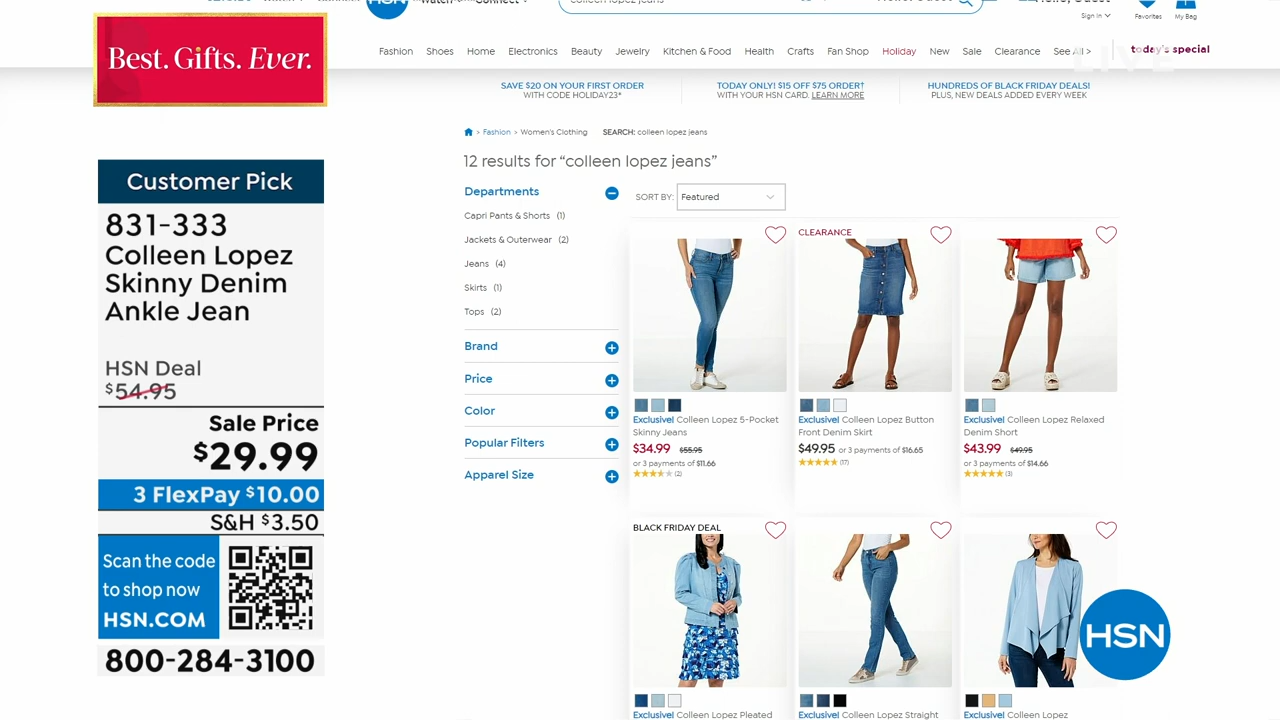 HSN
colleen lopez jeans
Sign In
Favorites
My Bag
Best. Gifts. Ever.
Fashion Shoes Home Electronics Beauty Jewelry Kitchen & Food Health Crafts Fan Shop Holiday New Sale Clearance See All >
today's special
LIVE
SAVE $20 ON YOUR FIRST ORDER
WITH CODE HOLIDAY23*
TODAY ONLY! $15 OFF $75 ORDER†
WITH YOUR HSN CARD. LEARN MORE
HUNDREDS OF BLACK FRIDAY DEALS!
PLUS, NEW DEALS ADDED EVERY WEEK
> Fashion > Women's Clothing SEARCH: colleen lopez jeans
12 results for “colleen lopez jeans”
Customer Pick
831-333
Colleen Lopez
Skinny Denim
Ankle Jean
HSN Deal
$54.95
Sale Price
$29.99
3 FlexPay $10.00
S&H $3.50
Scan the code
to shop now
HSN.COM
800-284-3100
Departments
Capri Pants & Shorts (1)
Jackets & Outerwear (2)
Jeans (4)
Skirts (1)
Tops (2)
Brand
Price
Color
Popular Filters
Apparel Size
SORT BY: Featured
Exclusive! Colleen Lopez 5-Pocket
Skinny Jeans
$34.99 $55.95
or 3 payments of $11.66
(2)
CLEARANCE
Exclusive! Colleen Lopez Button
Front Denim Skirt
$49.95 or 3 payments of $16.65
(17)
Exclusive! Colleen Lopez Relaxed
Denim Short
$43.99 $49.95
or 3 payments of $14.66
(3)
BLACK FRIDAY DEAL
Exclusive! Colleen Lopez Pleated
Exclusive! Colleen Lopez Straight
Exclusive! Colleen Lopez
HSN